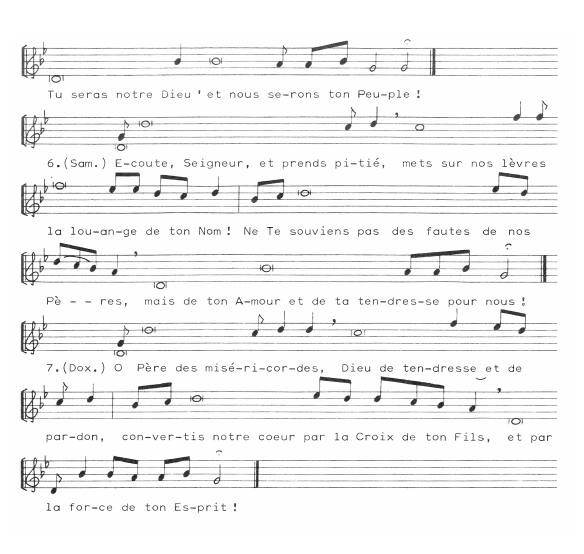 Tu seras notre Dieu ' et nous se-rons ton Peu-ple !
6.(Sam.) E-coute, Seigneur, et prends pi-tié, mets sur nos lèvres
la lou-an-ge de ton Nom ! Ne Te souviens pas des fautes de nos
Pè - - res, mais de ton A-mour et de ta ten-dres-se pour nous !
7.(Dox.) O Père des misé-ri-cor-des, Dieu de ten-dresse et de
par-don, con-ver-tis notre coeur par la Croix de ton Fils, et par
la for-ce de ton Es-prit !